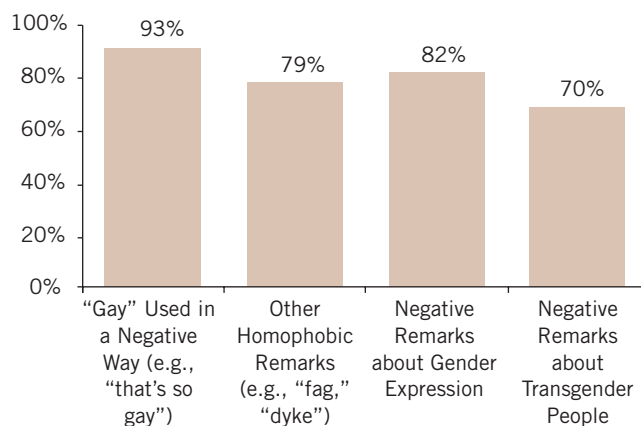 100%
80%
60%
40%
20%
0%
93%
79%
82%
70%
“Gay” Used in
a Negative
Way (e.g.,
“that’s so
gay”)
Other
Homophobic
Remarks
(e.g., “fag,”
“dyke”)
Negative
Remarks
about Gender
Expression
Negative
Remarks
about
Transgender
People